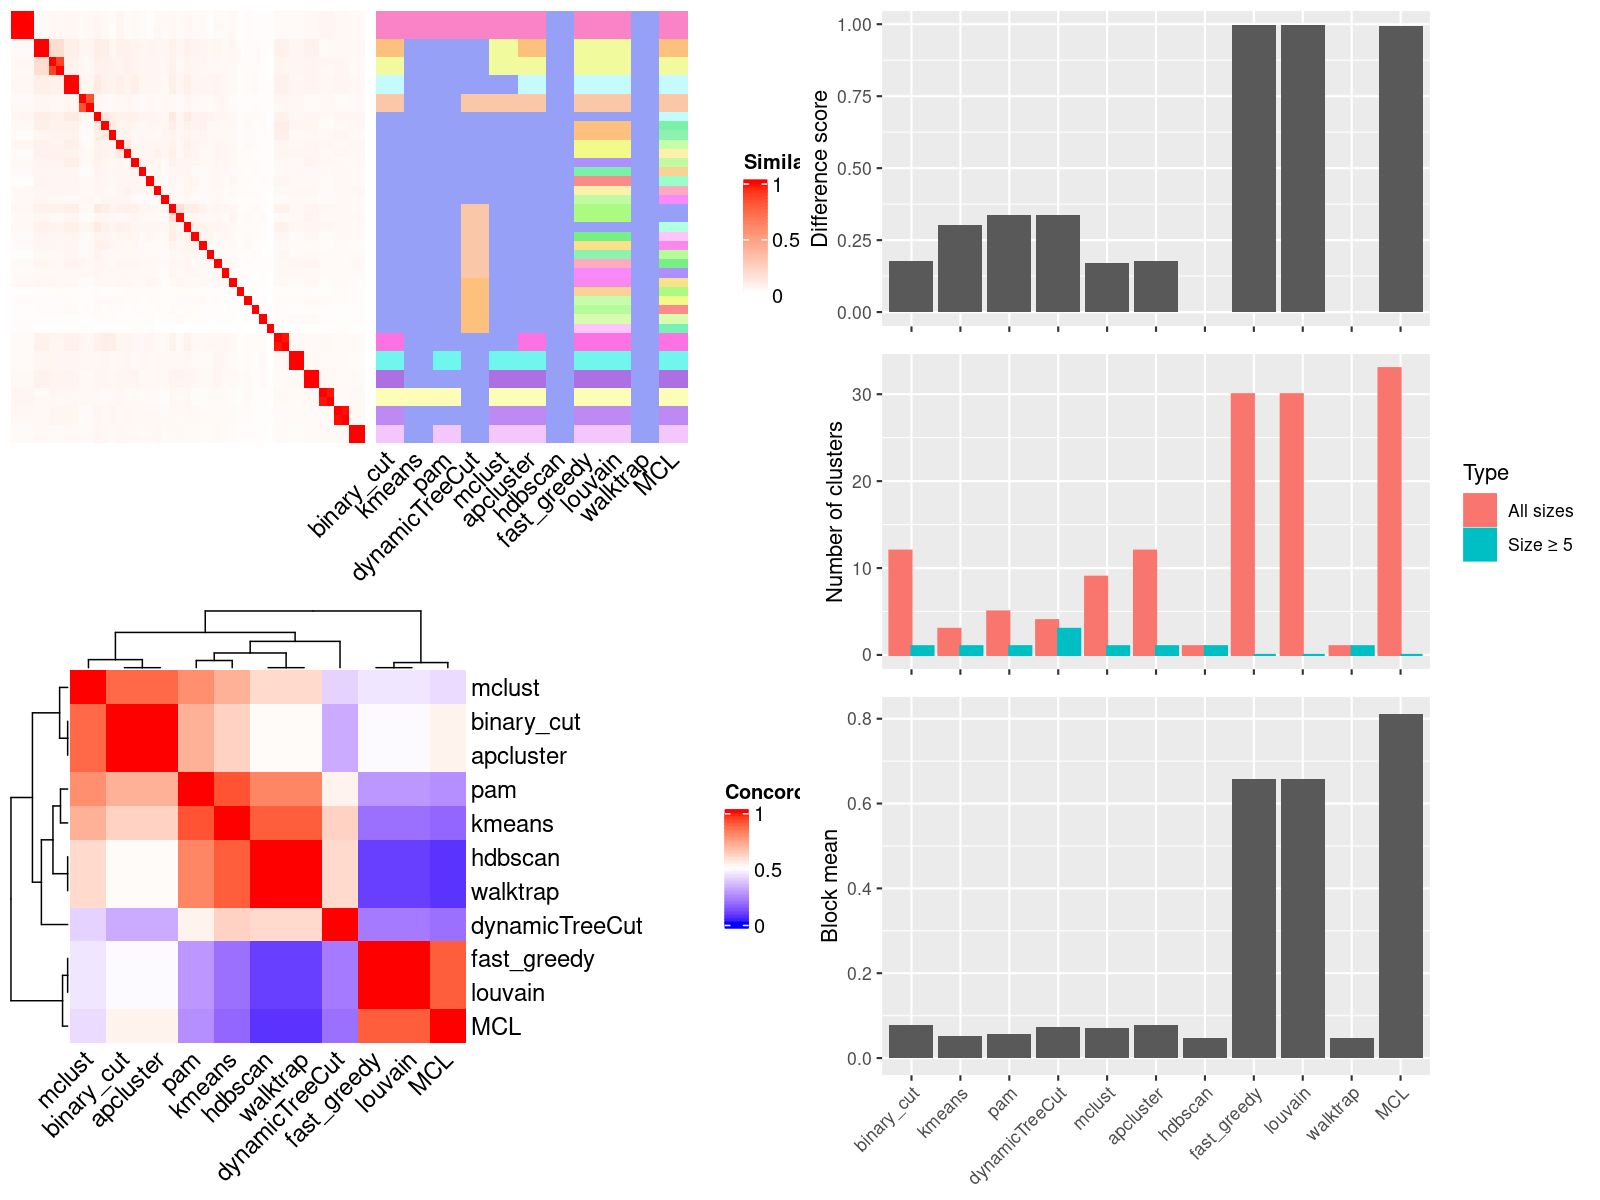 Simila
1
0.5
0
binary_cut
kmeans
pam
dynamicTreeCut
mclust
apcluster
hdbscan
fast_greedy
louvain
walktrap
MCL
mclust
binary_cut
apcluster
pam
kmeans
hdbscan
walktrap
dynamicTreeCut
fast_greedy
louvain
MCL
Concord
1
0.5
0
mclust
binary_cut
apcluster
pam
kmeans
hdbscan
walktrap
dynamicTreeCut
fast_greedy
louvain
MCL
Difference score
1.00
0.75
0.50
0.25
0.00
Number of clusters
30
20
10
0
Type
All sizes
Size ≥ 5
Block mean
0.8
0.6
0.4
0.2
0.0
binary_cut
kmeans
pam
dynamicTreeCut
mclust
apcluster
hdbscan
fast_greedy
louvain
walktrap
MCL